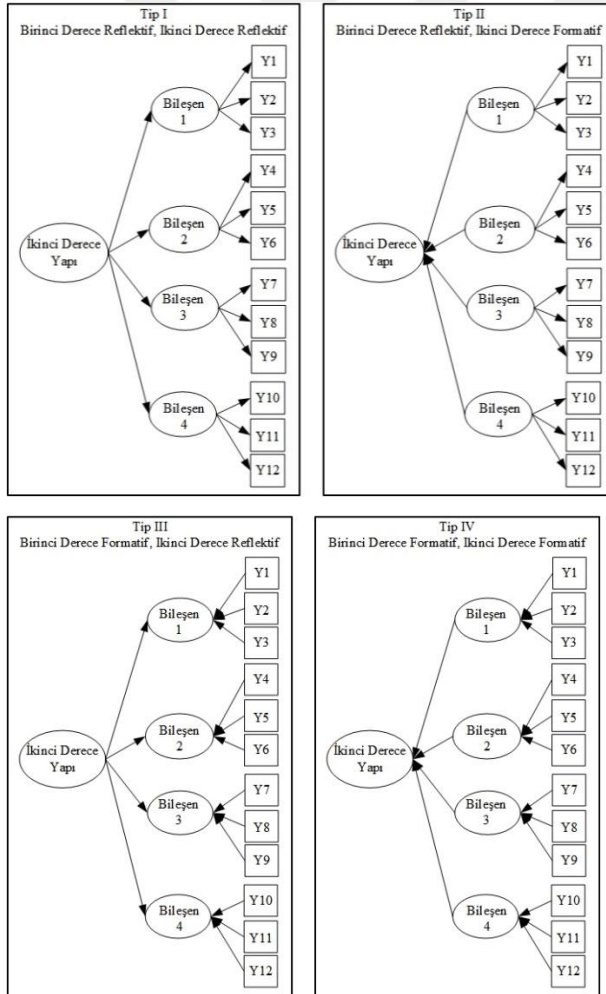 Tip I
Birinci Derece Reflektif, Ikinci Derece Reflektif
Y1
Y2
Y3
Y4
Y5
Y6
Y7
Y8
Y9
Y10
Y11
Y12
Bileşen
1
Bileşen
2
Bileşen
3
Bileşen
4
İkinci Derece
Yapı
Tip II
Birinci Derece Reflektif, Ikinci Derece Formatif
Y1
Y2
Y3
Y4
Y5
Y6
Y7
Y8
Y9
Y10
Y11
Y12
Bileşen
1
Bileşen
2
Bileşen
3
Bileşen
4
İkinci Derece
Yapı
Tip III
Birinci Derece Formatif, Ikinci Derece Reflektif
Y1
Y2
Y3
Y4
Y5
Y6
Y7
Y8
Y9
Y10
Y11
Y12
Bileşen
1
Bileşen
2
Bileşen
3
Bileşen
4
İkinci Derece
Yapı
Tip IV
Birinci Derece Formatif, Ikinci Derece Formatif
Y1
Y2
Y3
Y4
Y5
Y6
Y7
Y8
Y9
Y10
Y11
Y12
Bileşen
1
Bileşen
2
Bileşen
3
Bileşen
4
İkinci Derece
Yapı